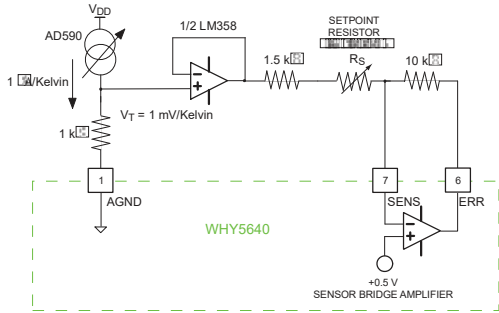 VDD
AD590
1/2 LM358
SETPOINT
RESISTOR
1.5 k
RS
10 k
1 A/Kelvin
VT = 1 mV/Kelvin
1 k
1
7
6
AGND
SENS
ERR
WHY5640
+0.5 V
SENSOR BRIDGE AMPLIFIER